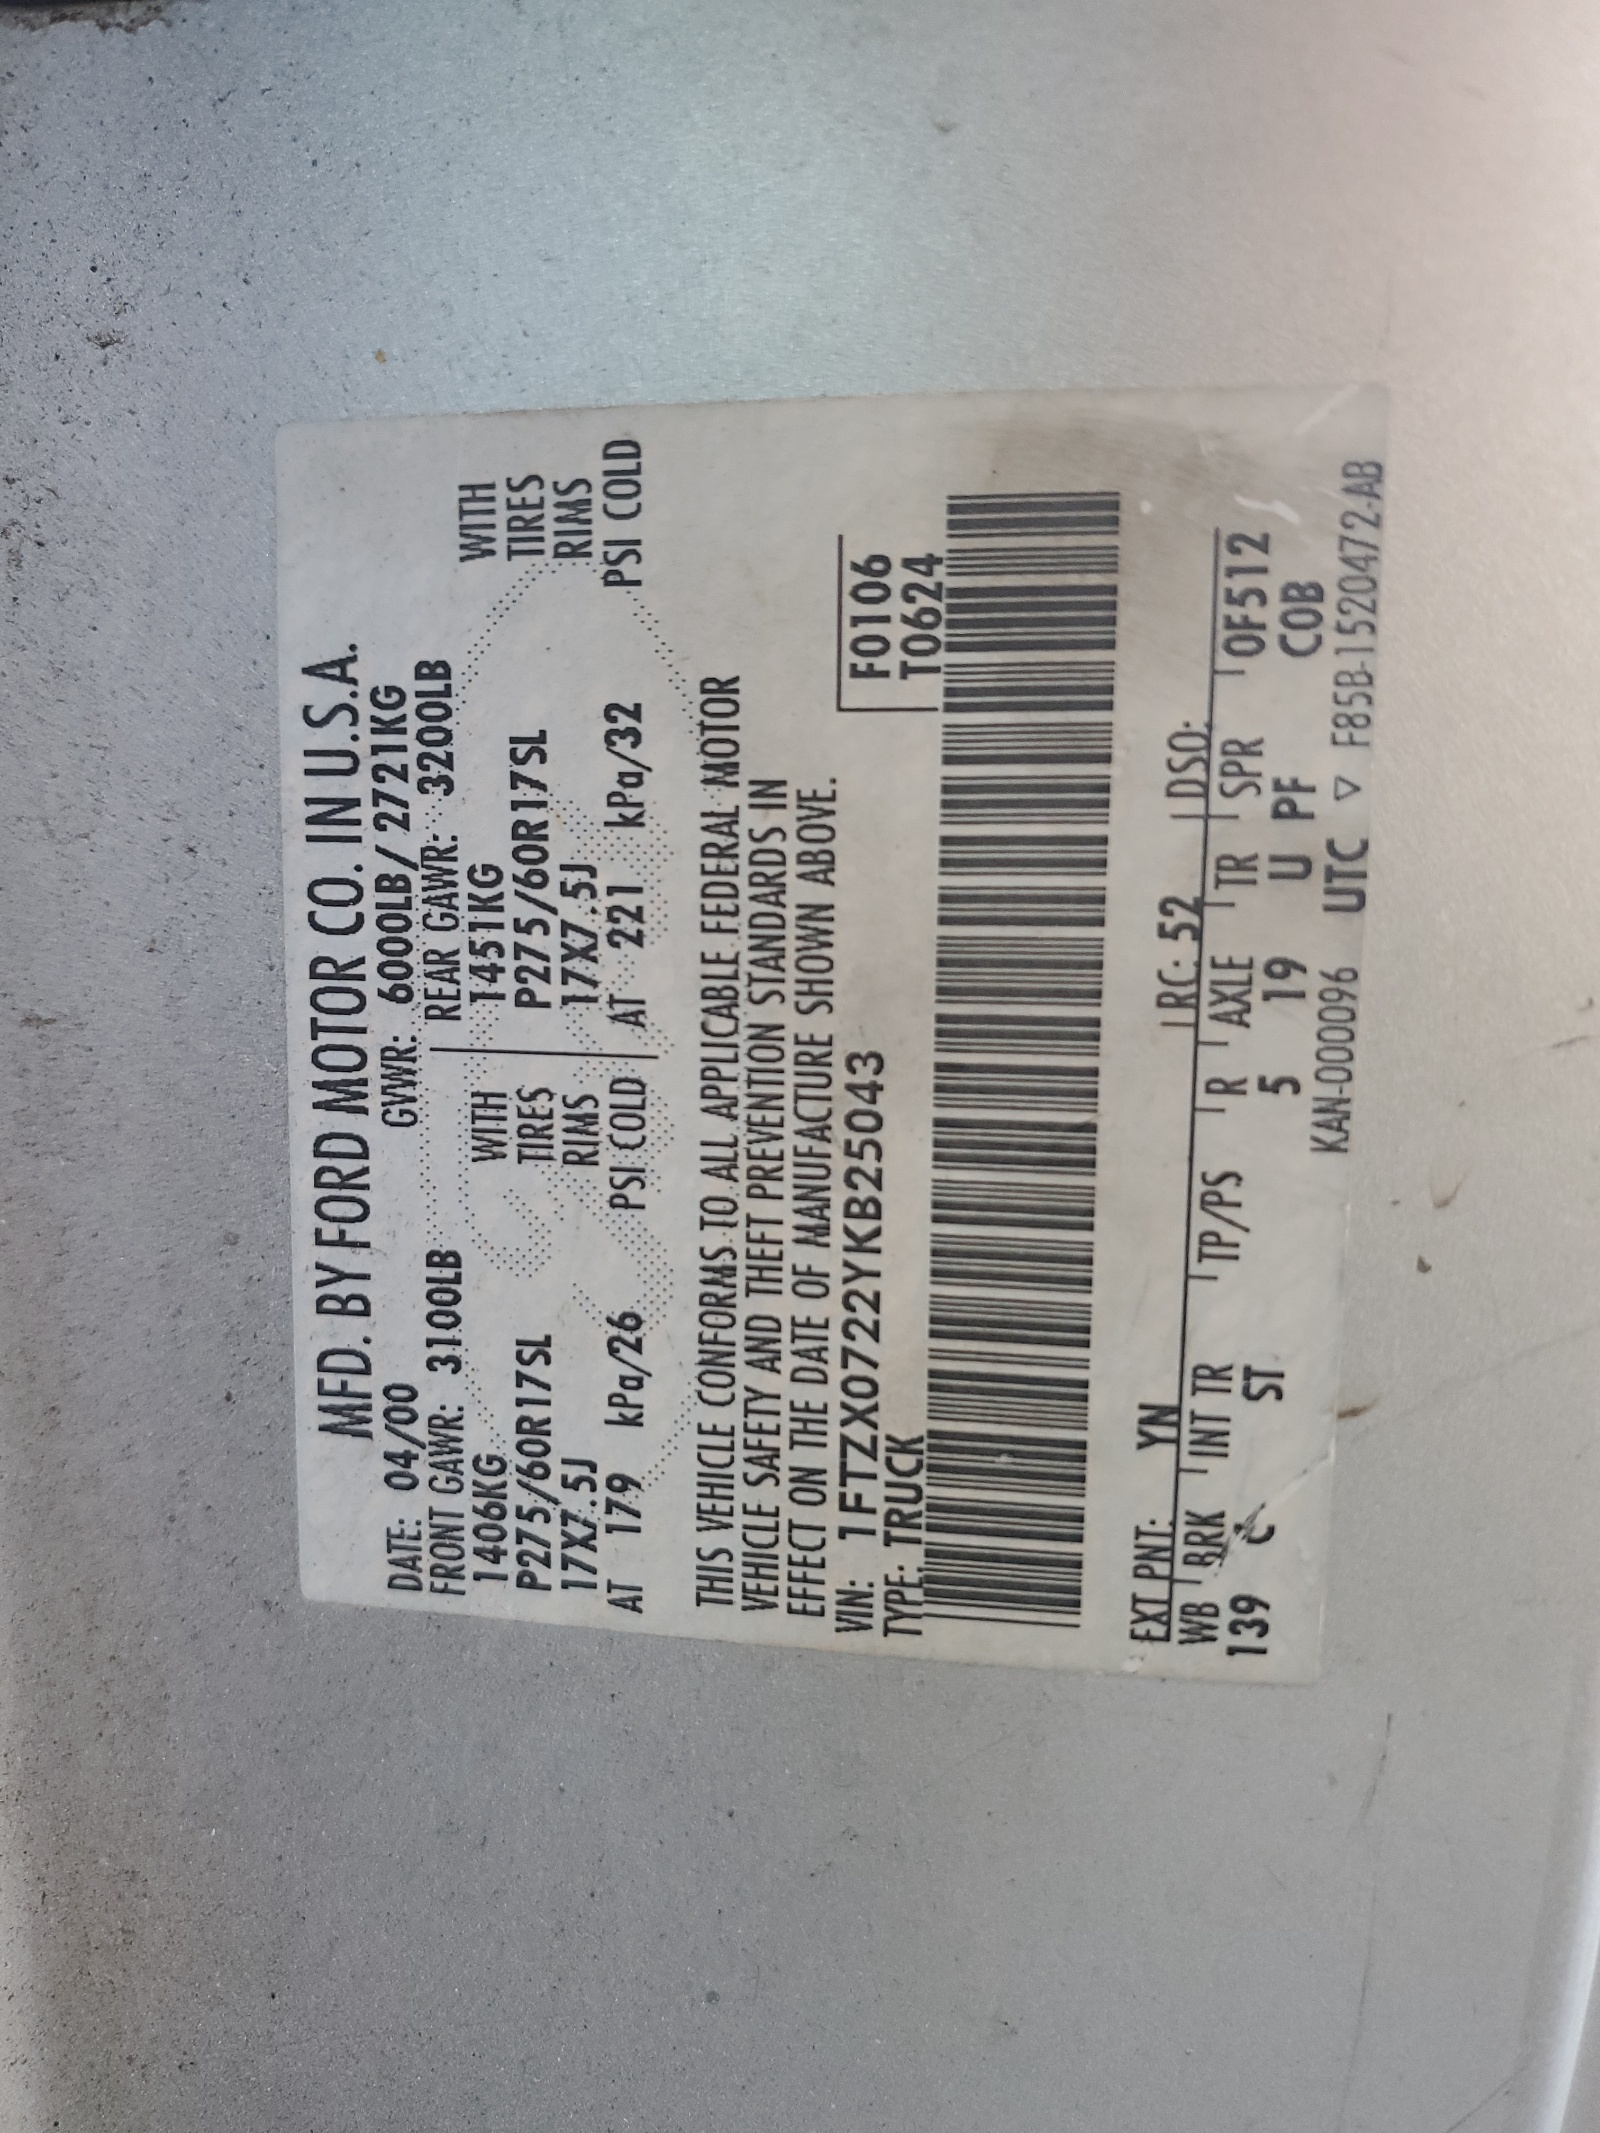 MFD. BY FORD MOTOR CO. IN U.S.A.
DATE: 04/00 GVWR: 6000LB/ 2721KG
FRONT GAWR: 3100LB REAR GAWR: 3200LB
1406KG WITH 1451KG WITH
P275/60R17SL TIRES P275/60R17SL TIRES
17X7.5J RIMS 17X7.5J RIMS
AT 179 kPa/26 PSI COLD AT 221 kPa/32 PSI COLD
THIS VEHICLE CONFORMS TO ALL APPLICABLE FEDERAL MOTOR
VEHICLE SAFETY AND THEFT PREVENTION STANDARDS IN
EFFECT ON THE DATE OF MANUFACTURE SHOWN ABOVE.
VIN: 1FTZX0722YKB25043 F0106
TYPE: TRUCK T0624
EXT PNT: YN RC: 52 DSO:
WB BRK INT TR TP/PS R AXLE TR SPR 0F512
139 C ST 5 19 U PF COB
KAN-000096 UTC ▽ F85B-1520472-AB